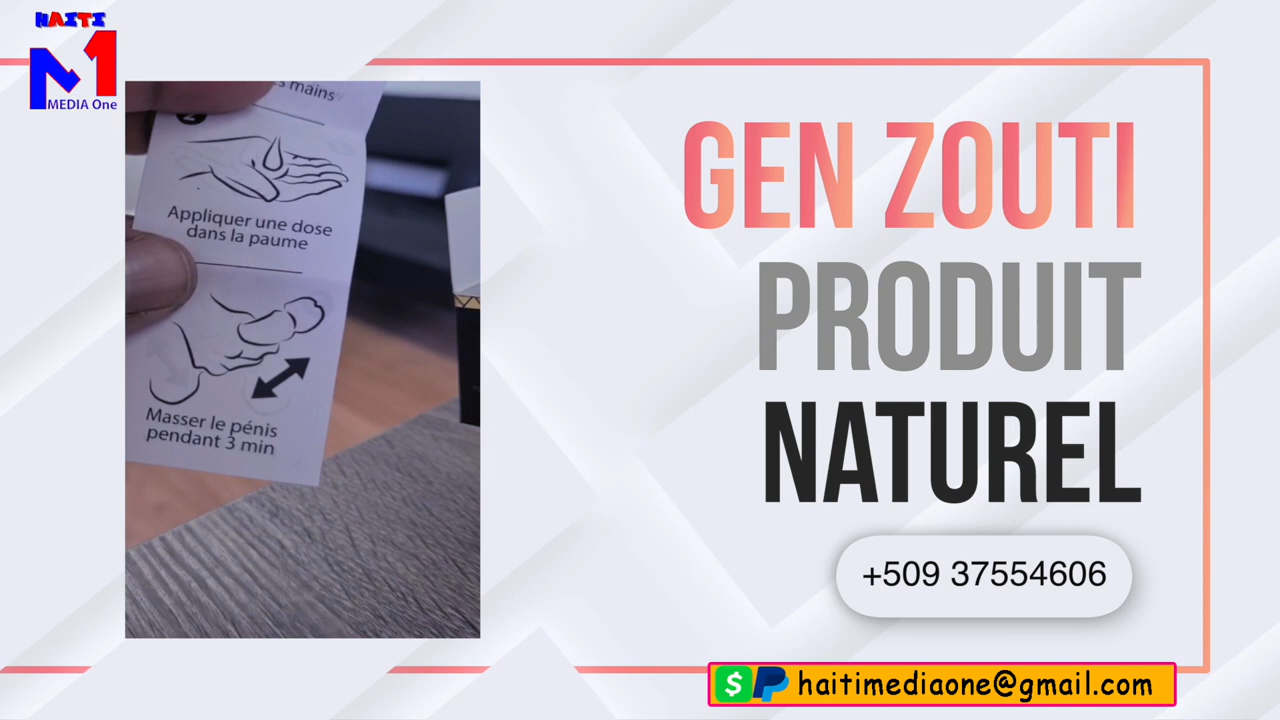 HAITI
M1
MEDIA One
mains
2
Appliquer une dose
dans la paume
Masser le pénis
pendant 3 min
GEN ZOUTI
PRODUIT
NATUREL
+509 37554606
$ haitimediaone@gmail.com